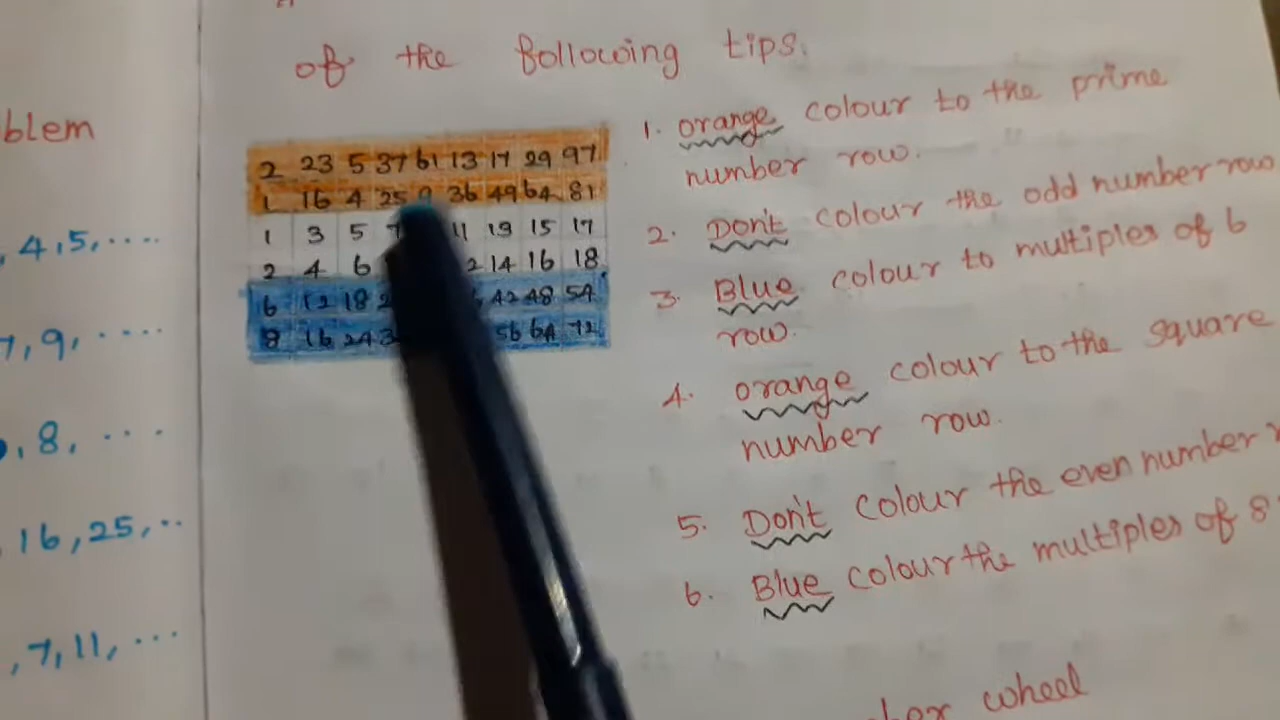 of the following tips.
blem
4,5,....
7,9,....
,8,...
16,25,..
,7,11,...
2 23 5 37 61 13 17 29 97
1 16 4 25 9 36 49 64 81
1 3 5 7 11 13 15 17
2 4 6 2 14 16 18
6 12 18 2 42 48 54
8 16 24 3 56 64 72
1. orange colour to the prime
number row.
2. Don't colour the odd number row
3. Blue colour to multiples of 6
row.
4. orange colour to the square
number row.
5. Don't colour the even number
6. Blue colour the multiples of 8
wheel